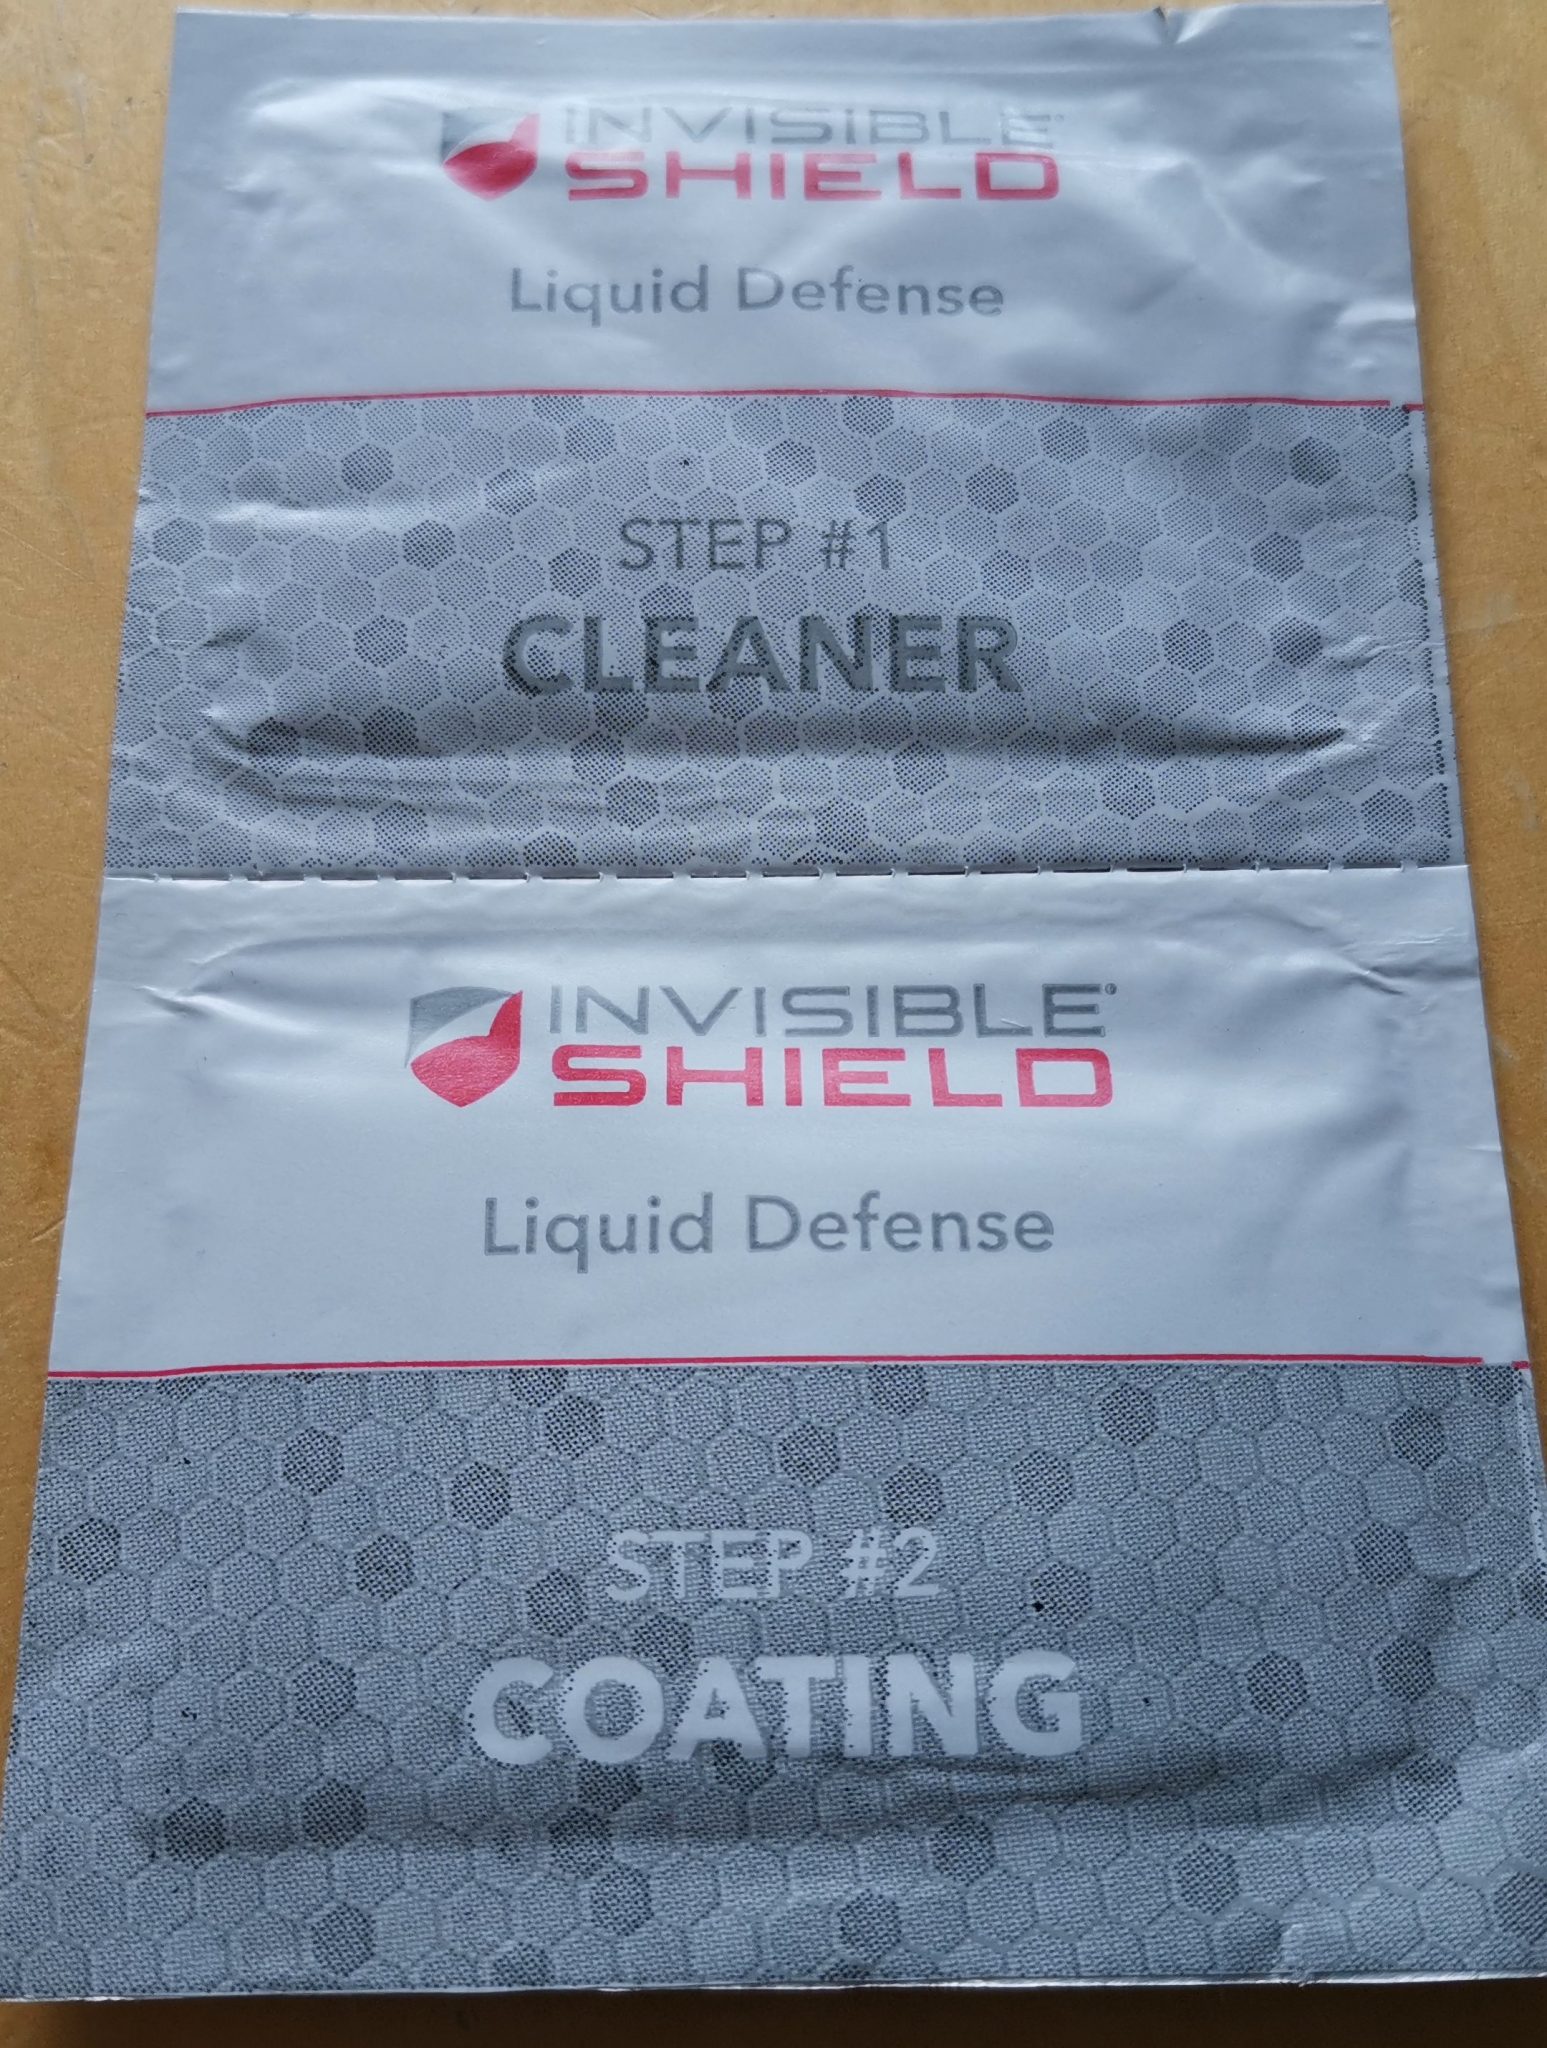 INVISIBLE
SHIELD
Liquid Defense
STEP #1
CLEANER
INVISIBLE®
SHIELD
Liquid Defense
STEP #2
COATING